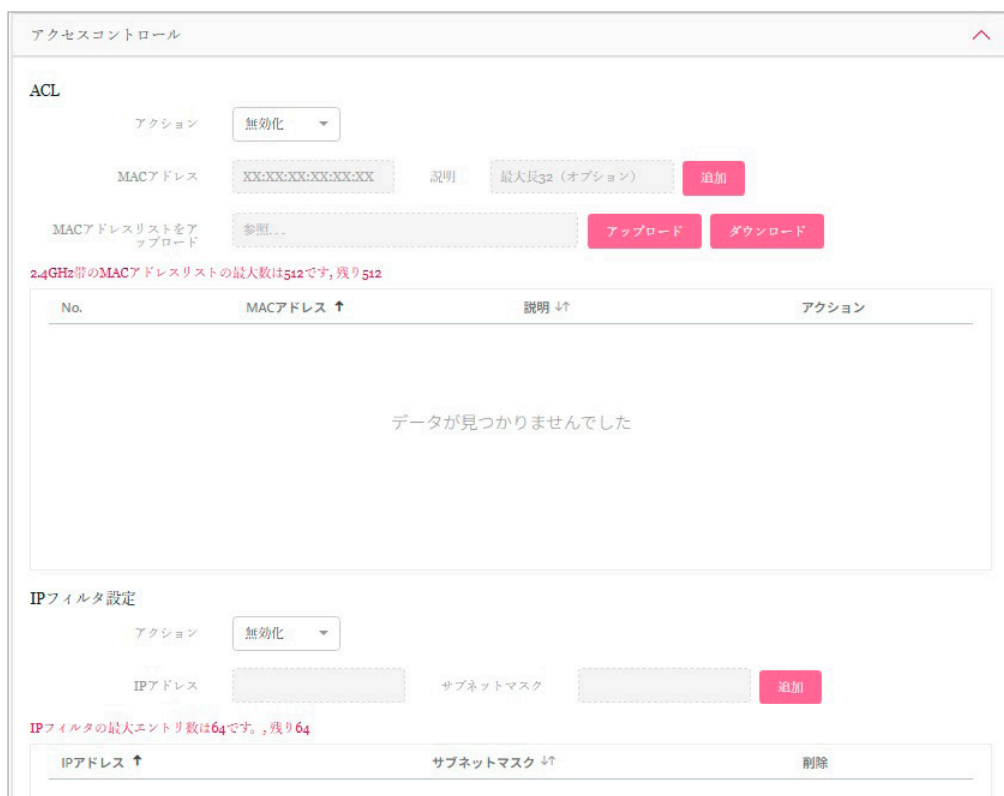 アクセスコントロール
ACL
アクション 無効化
MACアドレス XX:XX:XX:XX:XX:XX 説明 最大長32（オプション） 追加
MACアドレスリストをア
ップロード 参照... アップロード ダウンロード
2.4GHz帯のMACアドレスリストの最大数は512です, 残り512
No. MACアドレス ↑ 説明 ↓↑ アクション
データが見つかりませんでした
IPフィルタ設定
アクション 無効化
IPアドレス サブネットマスク 追加
IPフィルタの最大エントリ数は64です。, 残り64
IPアドレス ↑ サブネットマスク ↓↑ 削除